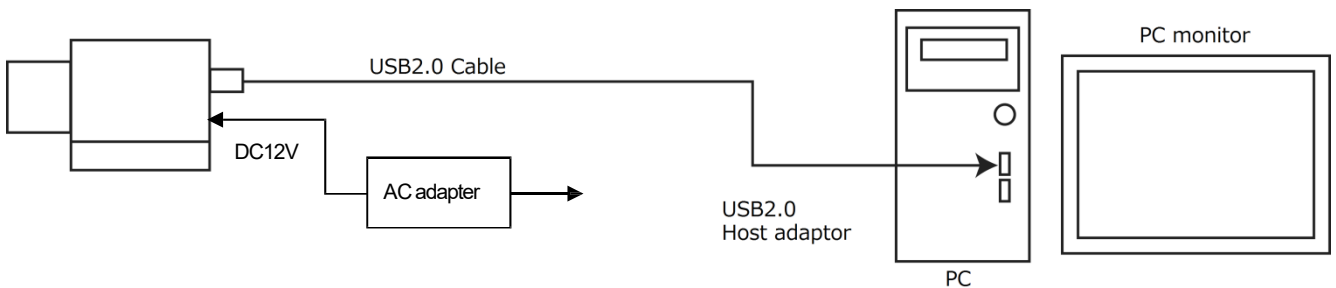 PC monitor
USB2.0 Cable
DC12V
AC adapter
USB2.0
Host adaptor
PC